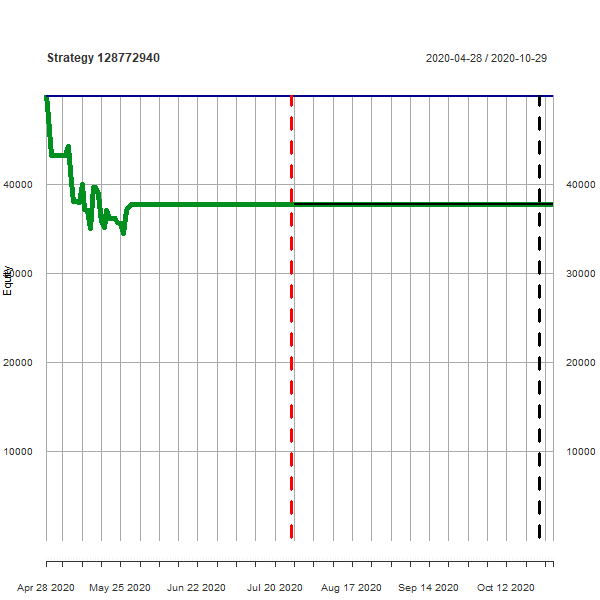 Strategy 128772940
2020-04-28 / 2020-10-29
40000
40000
Equity
30000
30000
20000
20000
10000
10000
Apr 28 2020
May 25 2020
Jun 22 2020
Jul 20 2020
Aug 17 2020
Sep 14 2020
Oct 12 2020